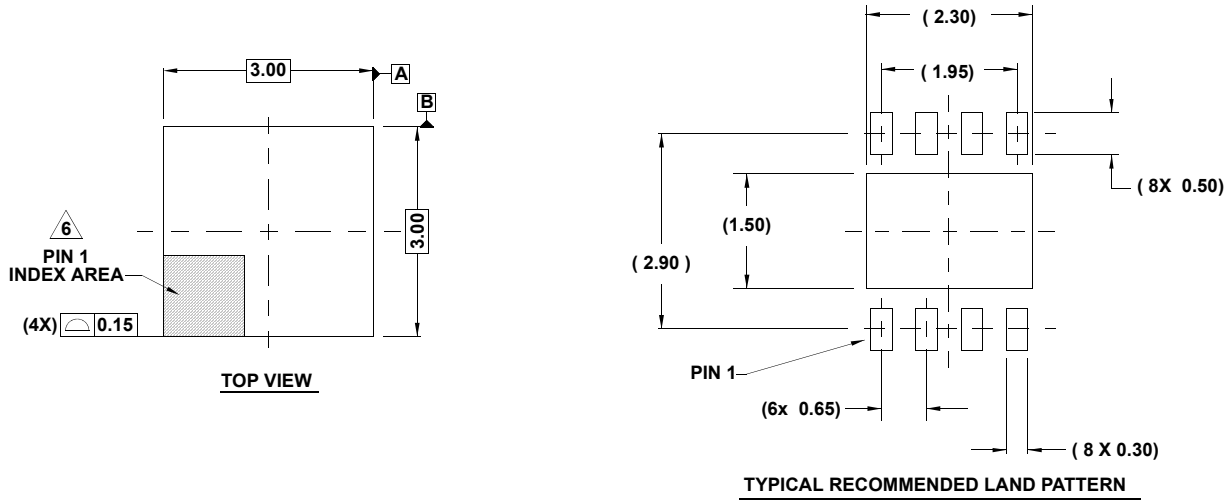 3.00
A
B
3.00
6
PIN 1
INDEX AREA
(4X) 0.15
TOP VIEW
( 2.30)
( 1.95)
( 8X 0.50)
(1.50)
( 2.90 )
PIN 1
(6x 0.65)
( 8 X 0.30)
TYPICAL RECOMMENDED LAND PATTERN